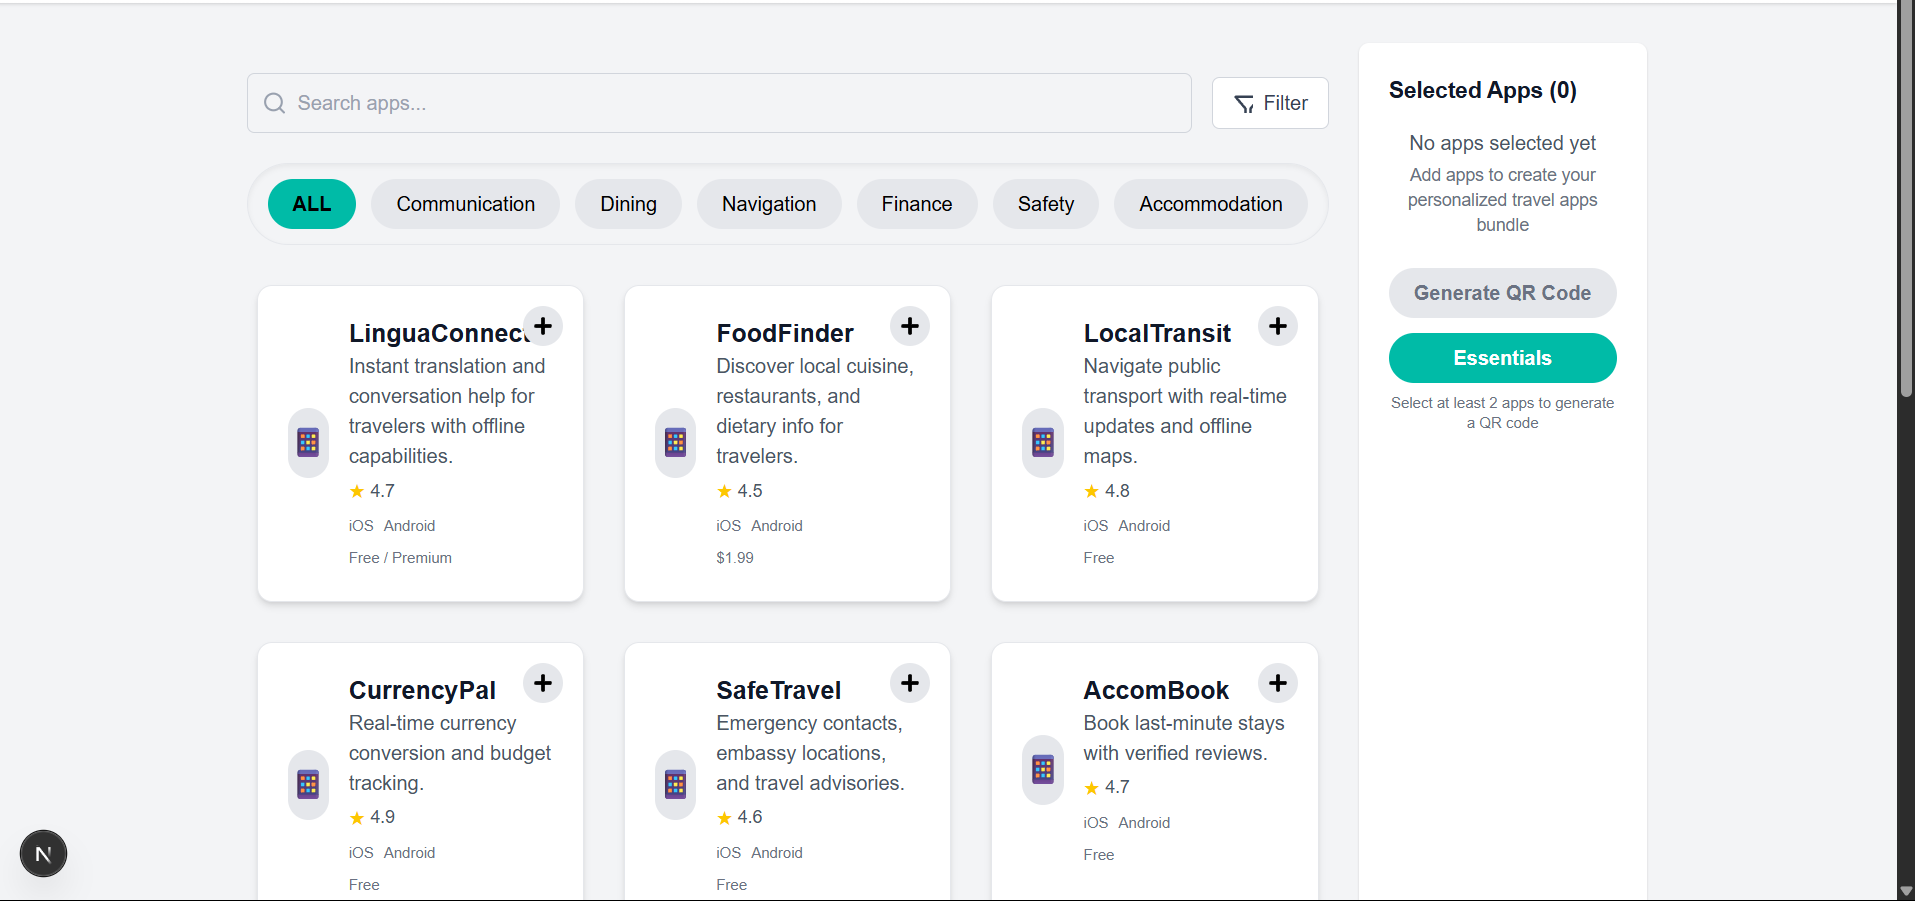 Search apps...
Filter
ALL
Communication
Dining
Navigation
Finance
Safety
Accommodation
LinguaConnect
Instant translation and
conversation help for
travelers with offline
capabilities.
★ 4.7
iOS Android
Free / Premium
FoodFinder
Discover local cuisine,
restaurants, and
dietary info for
travelers.
★ 4.5
iOS Android
$1.99
LocalTransit
Navigate public
transport with real-time
updates and offline
maps.
★ 4.8
iOS Android
Free
CurrencyPal
Real-time currency
conversion and budget
tracking.
★ 4.9
iOS Android
Free
SafeTravel
Emergency contacts,
embassy locations,
and travel advisories.
★ 4.6
iOS Android
Free
AccomBook
Book last-minute stays
with verified reviews.
★ 4.7
iOS Android
Free
Selected Apps (0)
No apps selected yet
Add apps to create your
personalized travel apps
bundle
Generate QR Code
Essentials
Select at least 2 apps to generate
a QR code
N